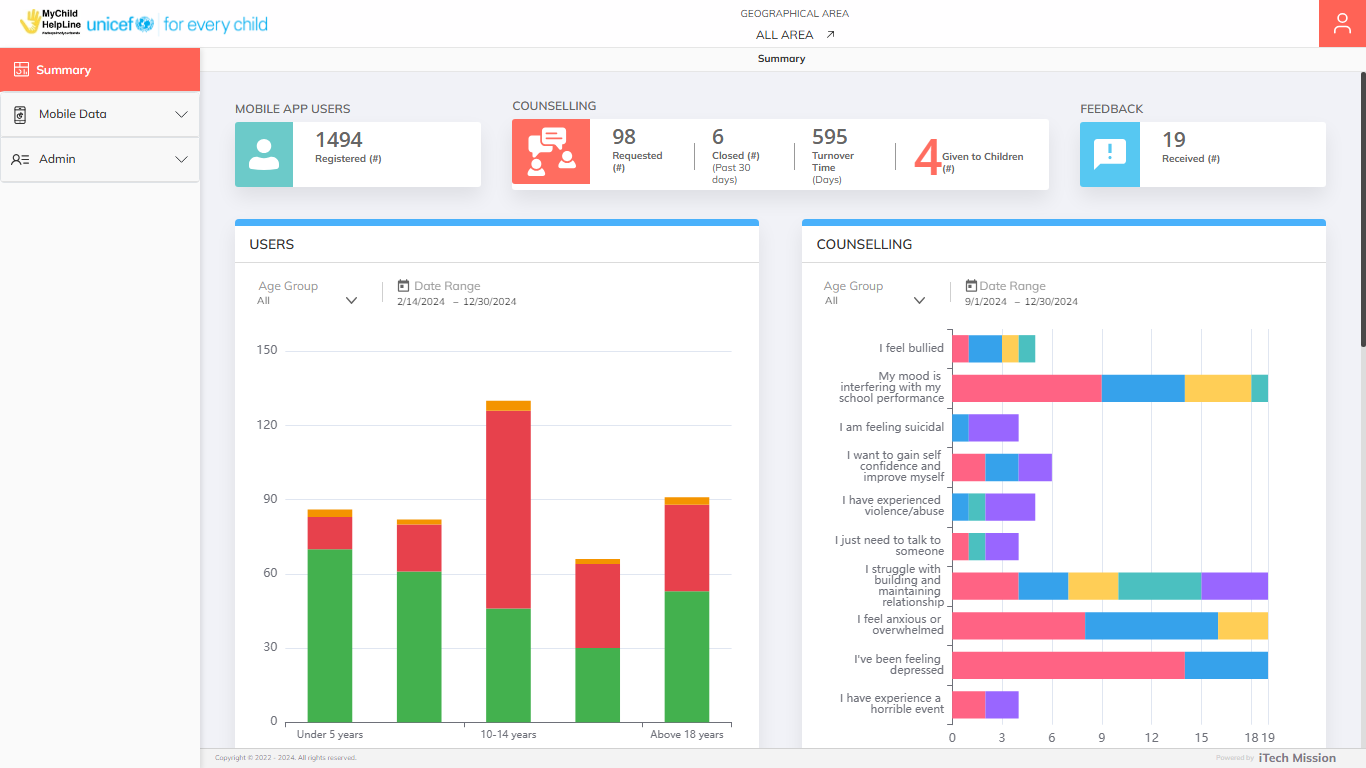 MyChild
HelpLine
unicef for every child
GEOGRAPHICAL AREA
ALL AREA
Summary
Summary
Mobile Data
Admin
MOBILE APP USERS
1494
Registered (#)
COUNSELLING
98
Requested
(#)
6
Closed (#)
(Past 30
days)
595
Turnover
Time
(Days)
4
Given to Children
(#)
FEEDBACK
19
Received (#)
USERS
Age Group
All
Date Range
2/14/2024 – 12/30/2024
150
120
90
60
30
0
Under 5 years
10-14 years
Above 18 years
COUNSELLING
Age Group
All
Date Range
9/1/2024 – 12/30/2024
I feel bullied
My mood is
interfering with my
school performance
I am feeling suicidal
I want to gain self
confidence and
improve myself
I have experienced
violence/abuse
I just need to talk to
someone
I struggle with
building and
maintaining
relationship
I feel anxious or
overwhelmed
I've been feeling
depressed
I have experience a
horrible event
0 3 6 9 12 15 18 19
Copyright © 2022 - 2024. All rights reserved.
Powered by iTech Mission